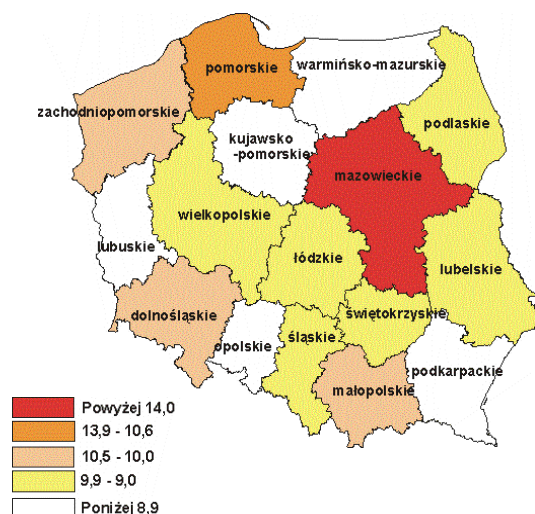 pomorskie
warmińsko-mazurskie
zachodniopomorskie
podlaskie
kujawsko
-pomorskie
mazowieckie
wielkopolskie
lubuskie
łódzkie
lubelskie
dolnośląskie
świętokrzyskie
opolskie
śląskie
podkarpackie
małopolskie
Powyżej 14,0
13,9 - 10,6
10,5 - 10,0
9,9 - 9,0
Poniżej 8,9